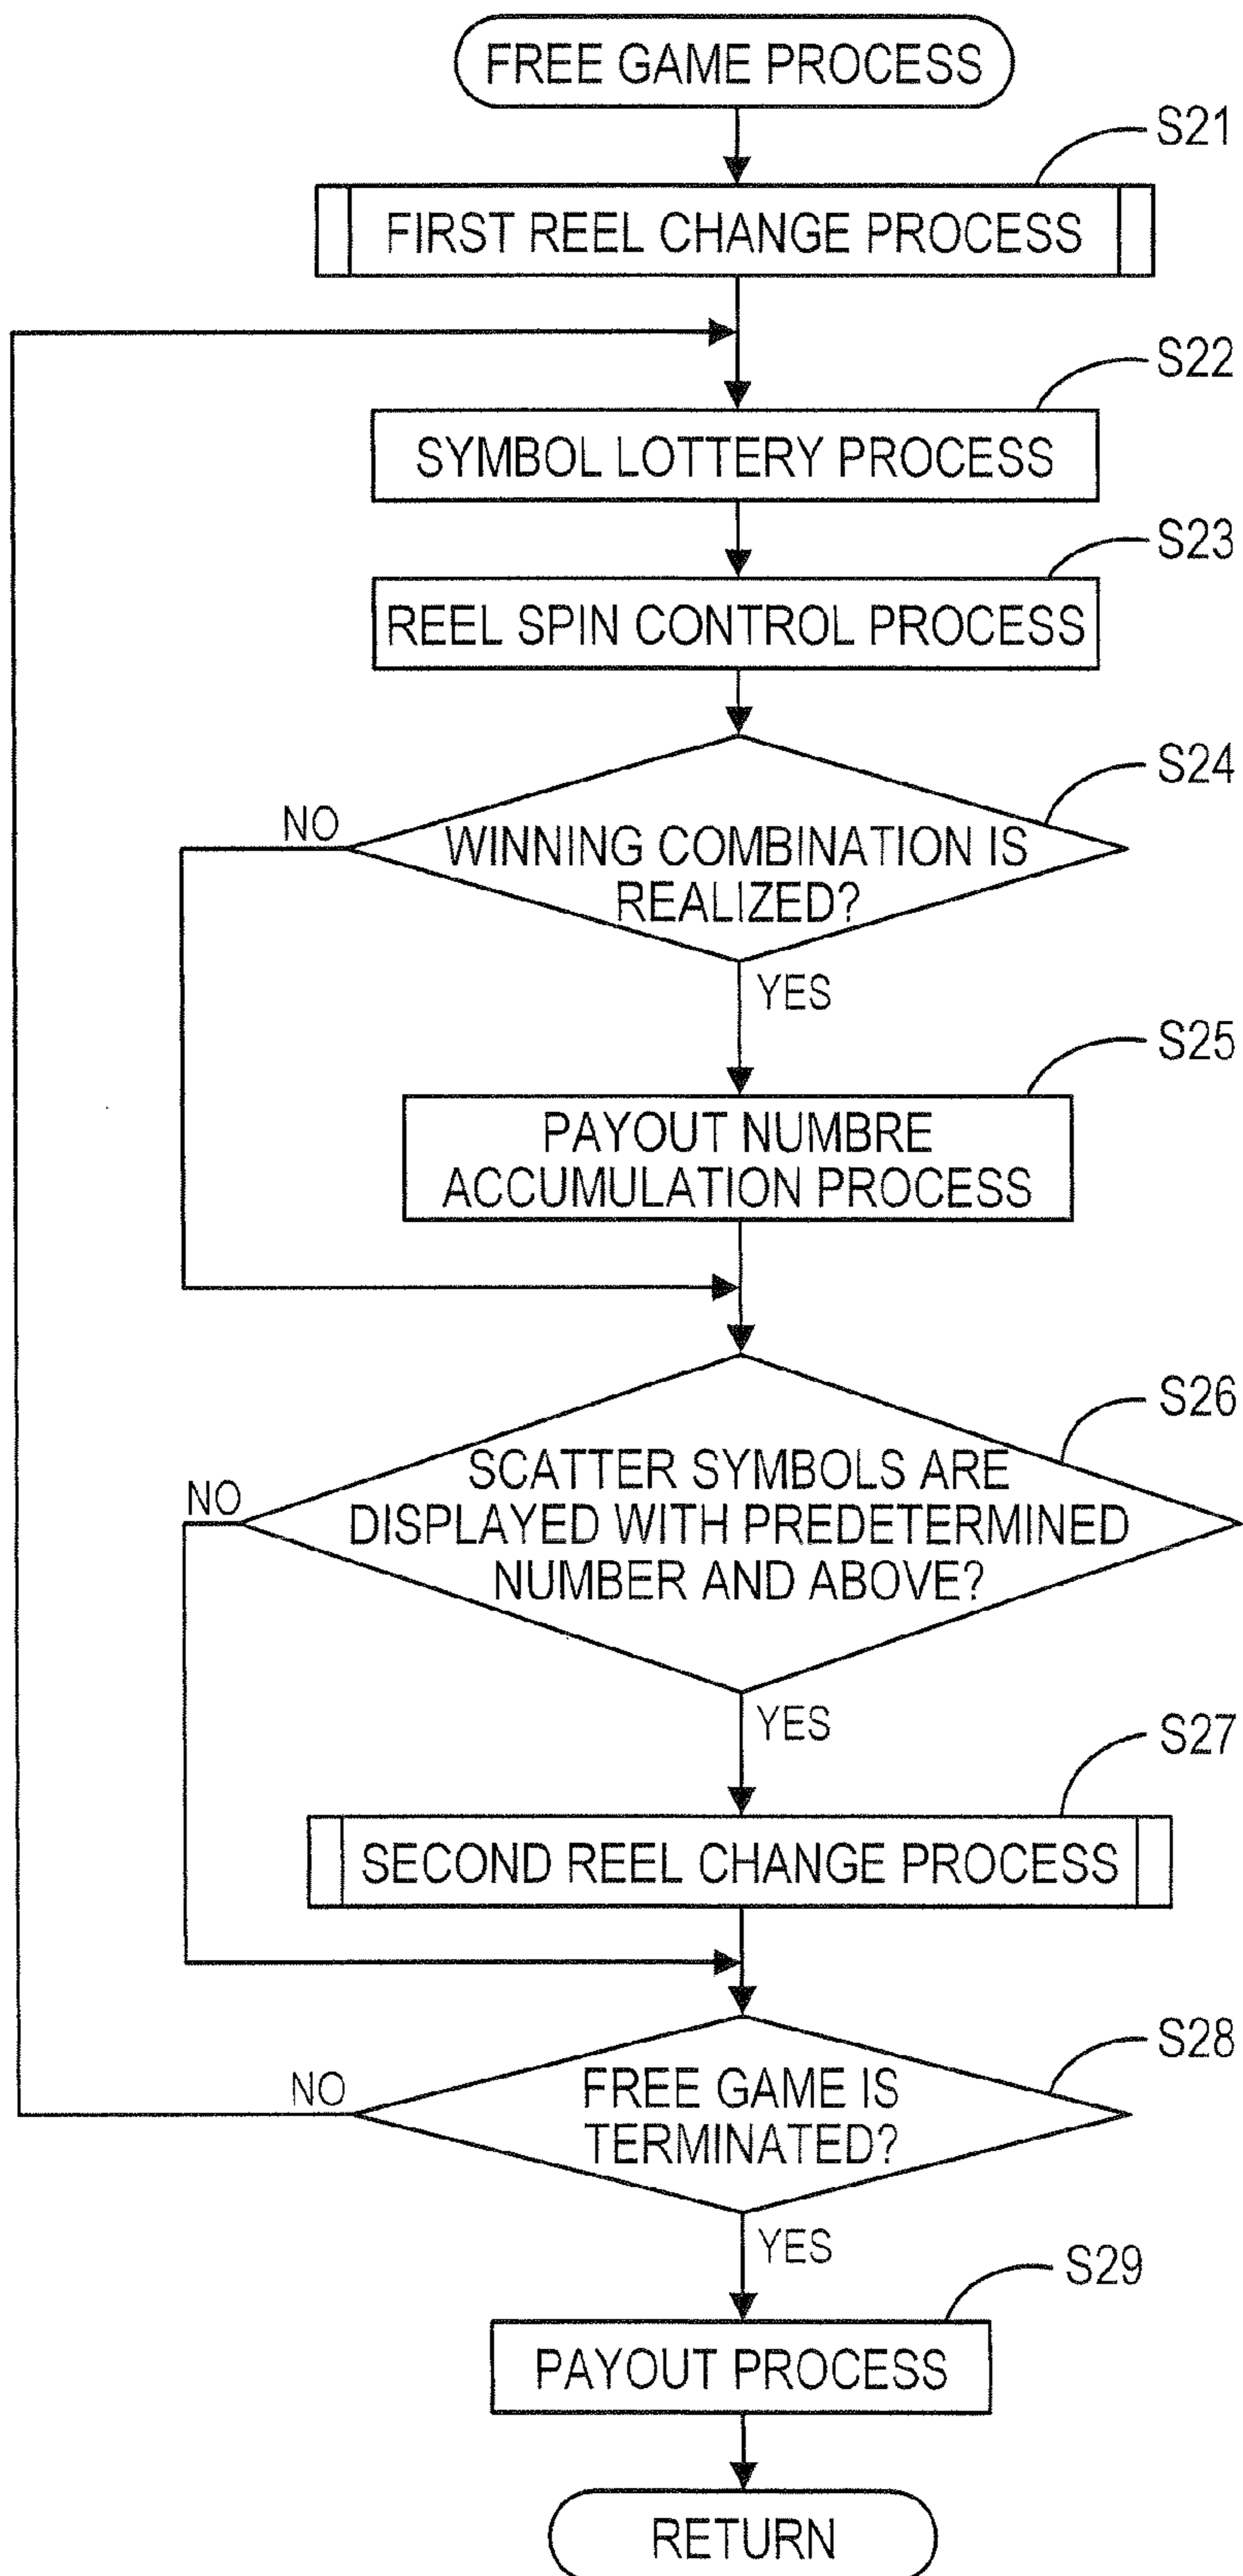 FREE GAME PROCESS
S21
FIRST REEL CHANGE PROCESS
S22
SYMBOL LOTTERY PROCESS
S23
REEL SPIN CONTROL PROCESS
S24
NO
WINNING COMBINATION IS
REALIZED?
YES
S25
PAYOUT NUMBRE
ACCUMULATION PROCESS
S26
NO
SCATTER SYMBOLS ARE
DISPLAYED WITH PREDETERMINED
NUMBER AND ABOVE?
YES
S27
SECOND REEL CHANGE PROCESS
S28
NO
FREE GAME IS
TERMINATED?
YES
S29
PAYOUT PROCESS
RETURN